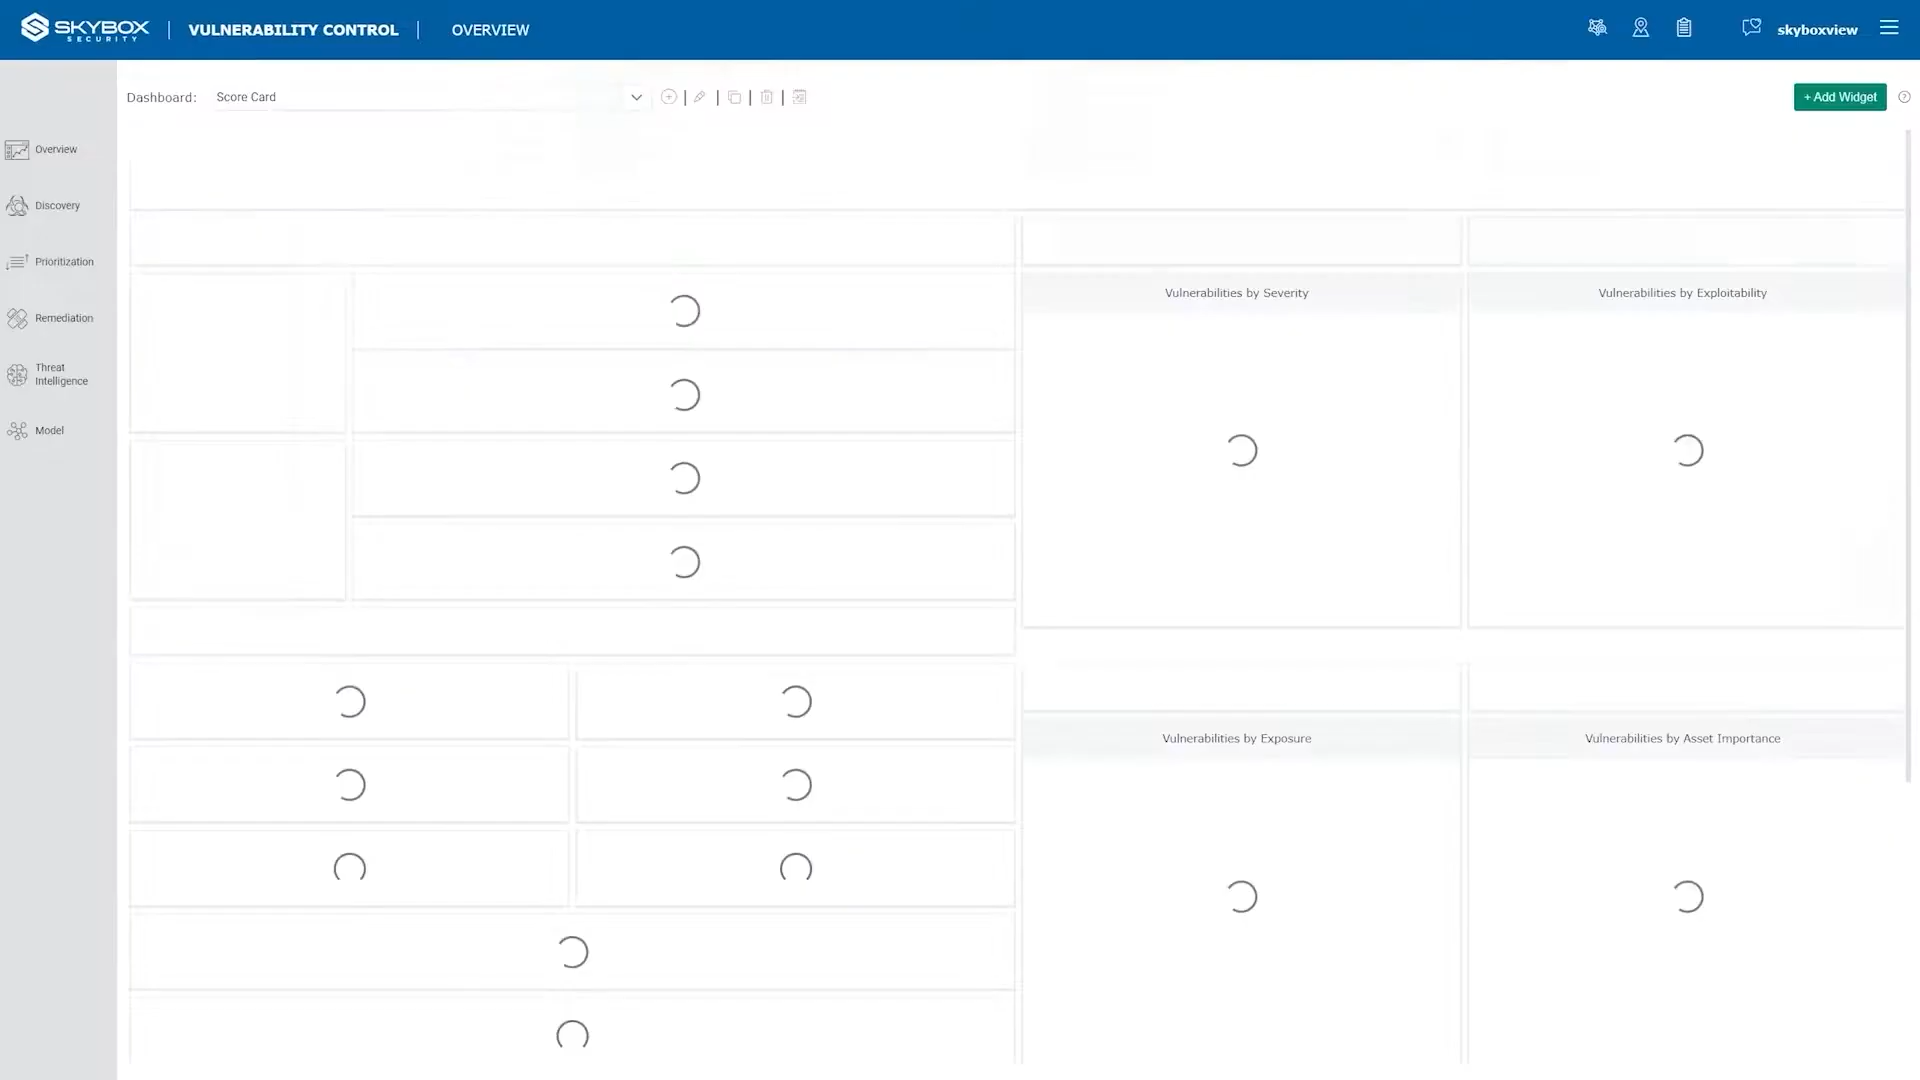 SKYBOX
SECURITY
VULNERABILITY CONTROL
OVERVIEW
skyboxview
Dashboard:
Score Card
+ Add Widget
Overview
Discovery
Prioritization
Remediation
Threat
Intelligence
Model
Vulnerabilities by Severity
Vulnerabilities by Exploitability
Vulnerabilities by Exposure
Vulnerabilities by Asset Importance